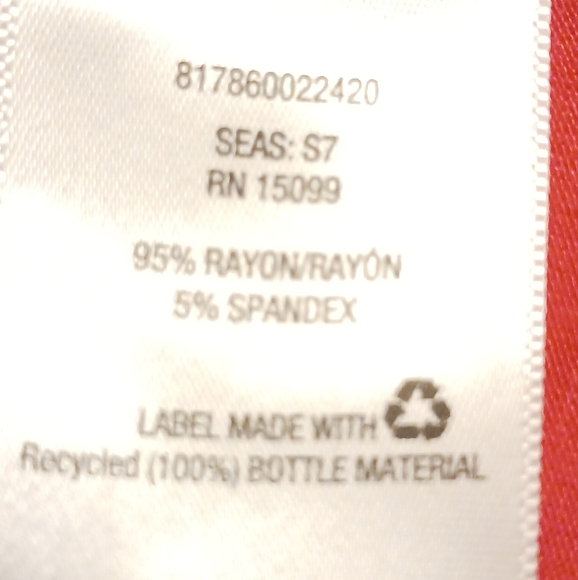 817860022420
SEAS: S7
RN 15099
95% RAYON/RAYÓN
5% SPANDEX
LABEL MADE WITH
Recycled (100%) BOTTLE MATERIAL